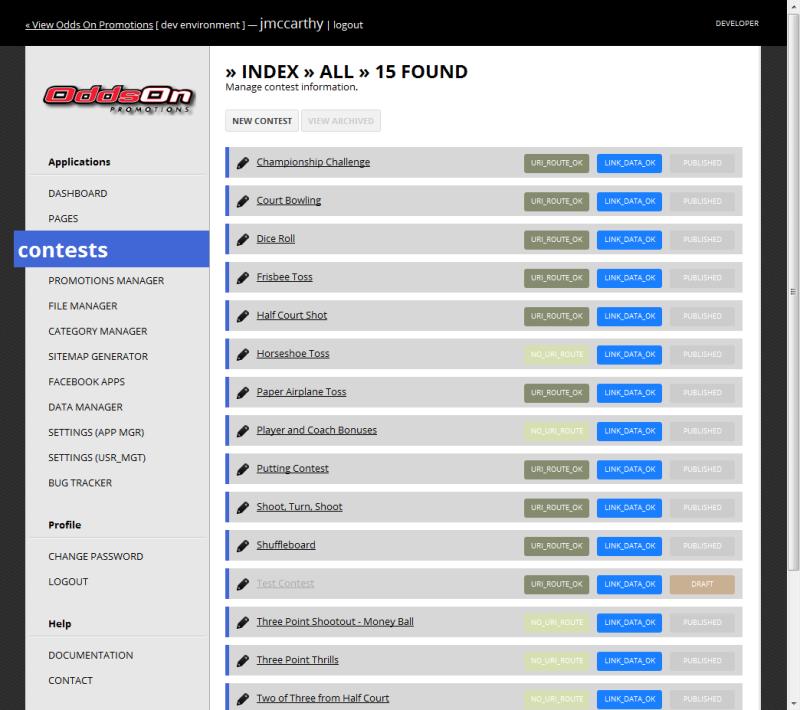 « View Odds On Promotions [ dev environment ] — jmccarthy | logout
DEVELOPER
OddsOn
PROMOTIONS
Applications
DASHBOARD
PAGES
contests
PROMOTIONS MANAGER
FILE MANAGER
CATEGORY MANAGER
SITEMAP GENERATOR
FACEBOOK APPS
DATA MANAGER
SETTINGS (APP MGR)
SETTINGS (USR_MGT)
BUG TRACKER
Profile
CHANGE PASSWORD
LOGOUT
Help
DOCUMENTATION
CONTACT
» INDEX » ALL » 15 FOUND
Manage contest information.
NEW CONTEST VIEW ARCHIVED
Championship Challenge URI_ROUTE_OK LINK_DATA_OK PUBLISHED
Court Bowling URI_ROUTE_OK LINK_DATA_OK PUBLISHED
Dice Roll URI_ROUTE_OK LINK_DATA_OK PUBLISHED
Frisbee Toss URI_ROUTE_OK LINK_DATA_OK PUBLISHED
Half Court Shot URI_ROUTE_OK LINK_DATA_OK PUBLISHED
Horseshoe Toss NO_URI_ROUTE LINK_DATA_OK PUBLISHED
Paper Airplane Toss URI_ROUTE_OK LINK_DATA_OK PUBLISHED
Player and Coach Bonuses NO_URI_ROUTE LINK_DATA_OK PUBLISHED
Putting Contest URI_ROUTE_OK LINK_DATA_OK PUBLISHED
Shoot, Turn, Shoot URI_ROUTE_OK LINK_DATA_OK PUBLISHED
Shuffleboard URI_ROUTE_OK LINK_DATA_OK PUBLISHED
Test Contest URI_ROUTE_OK LINK_DATA_OK DRAFT
Three Point Shootout - Money Ball NO_URI_ROUTE LINK_DATA_OK PUBLISHED
Three Point Thrills NO_URI_ROUTE LINK_DATA_OK PUBLISHED
Two of Three from Half Court NO_URI_ROUTE LINK_DATA_OK PUBLISHED